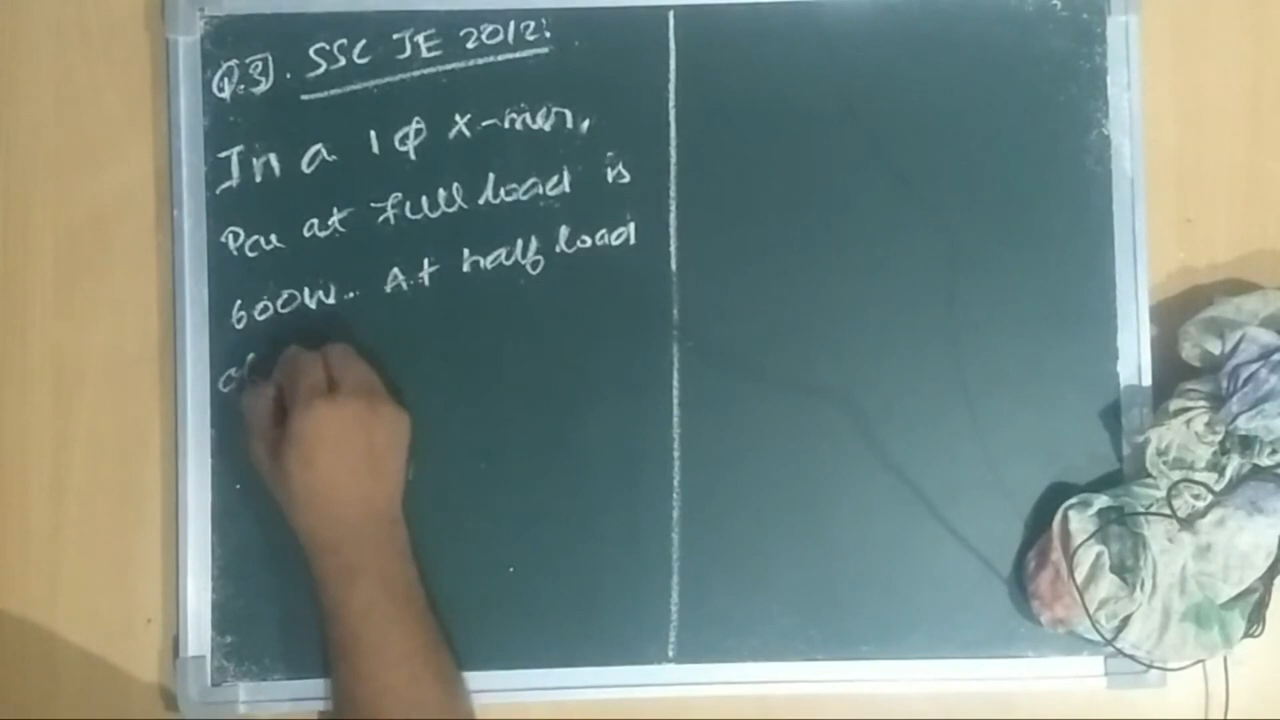 Q.3]. SSC JE 2012:
In a 1ϕ x-mer,
Pcu at full load is
600W.. At half load